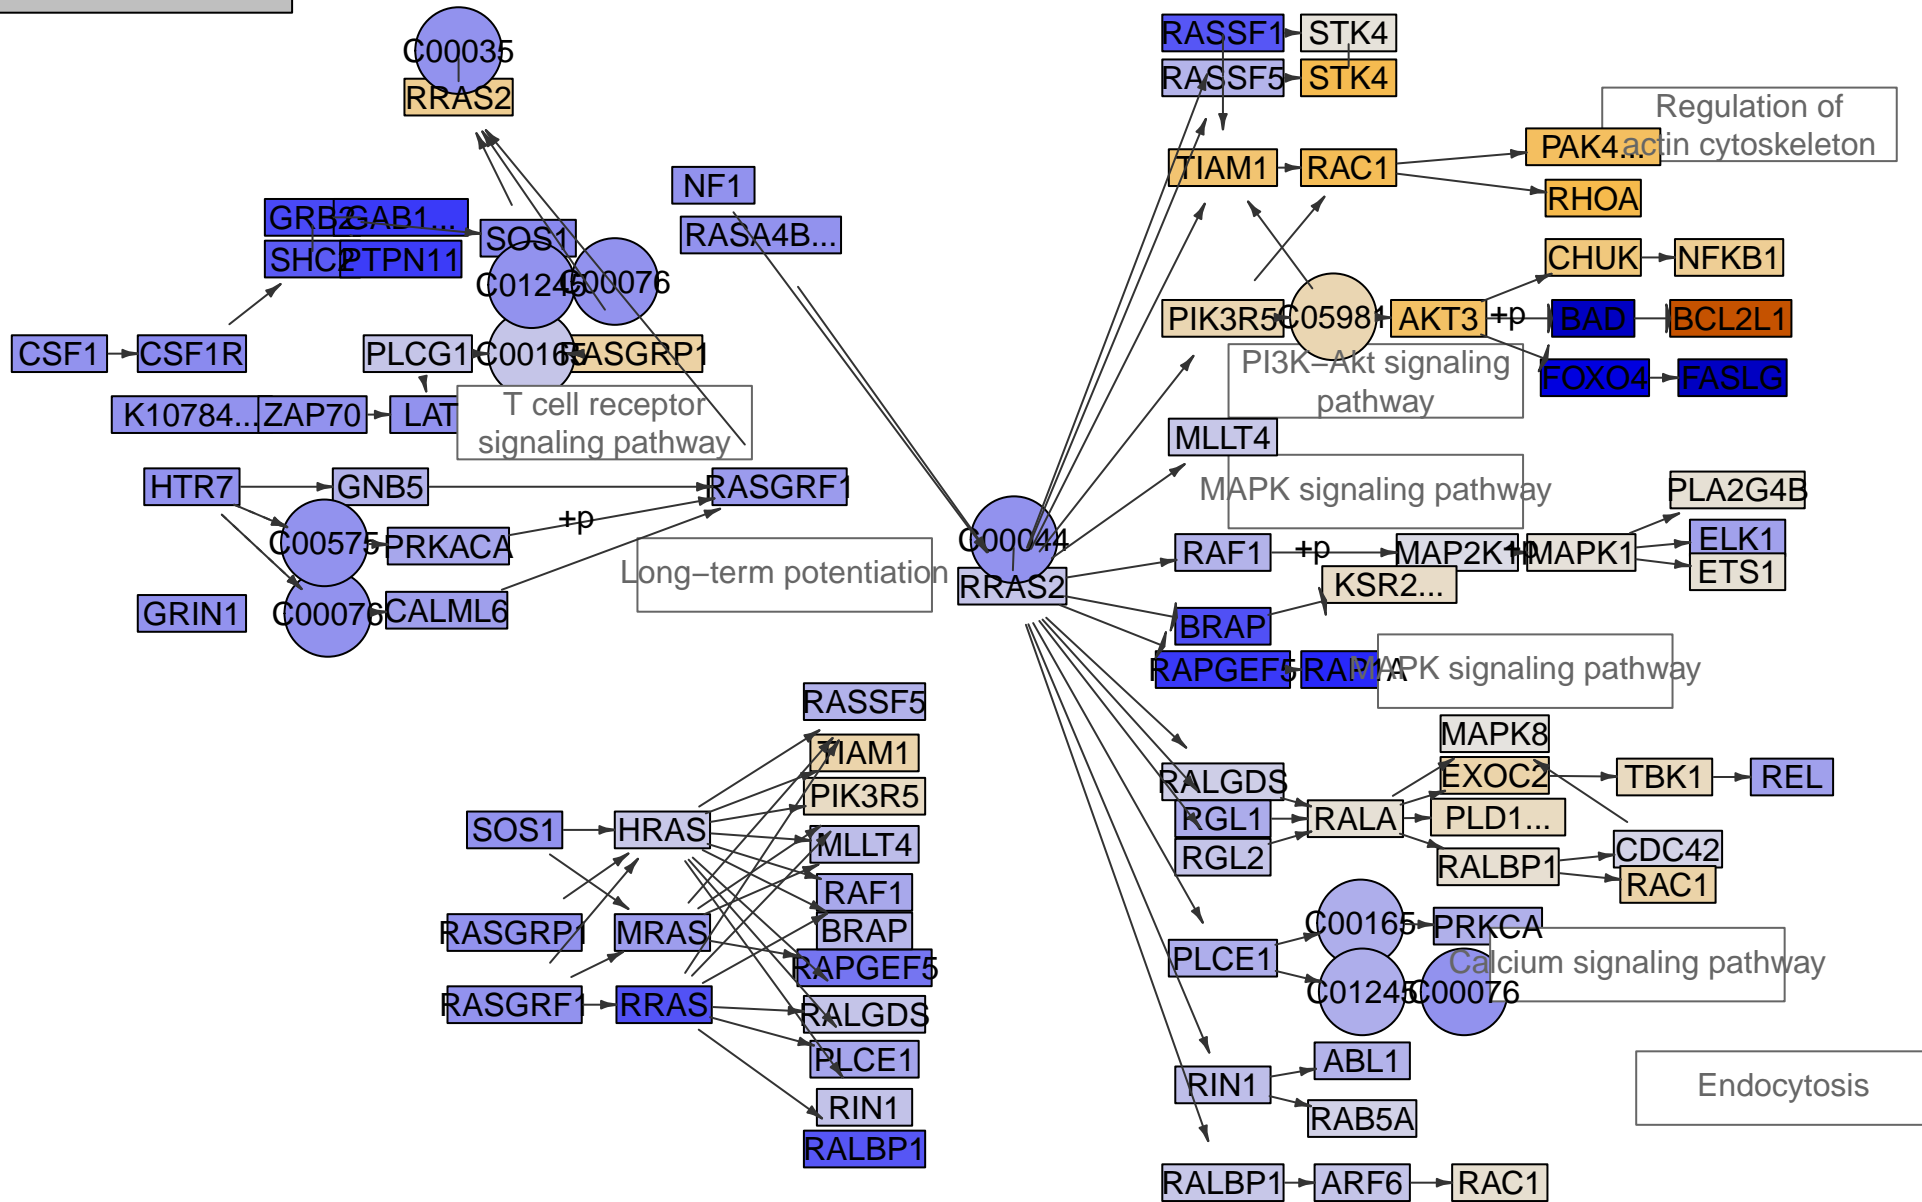 C00035
RRAS2
NF1
RASA4B...
GRB2
GAB1...
SHC2
PTPN11
SOS1
C01245
C00076
CSF1
CSF1R
PLCG1
C00165
RASGRP1
K10784...
ZAP70
LAT
T cell receptor
signaling pathway
HTR7
GNB5
RASGRF1
C00575
PRKACA
+p
Long−term potentiation
GRIN1
C00076
CALML6
C00044
RRAS2
RASSF1
STK4
RASSF5
STK4
Regulation of
actin cytoskeleton
TIAM1
RAC1
PAK4...
RHOA
CHUK
NFKB1
PIK3R5
C05981
AKT3
+p
BAD
BCL2L1
PI3K−Akt signaling
pathway
FOXO4
FASLG
MLLT4
MAPK signaling pathway
PLA2G4B
RAF1
+p
MAP2K1
+p
MAPK1
ELK1
ETS1
KSR2...
BRAP
RAPGEF5
RAP1A
MAPK signaling pathway
RASSF5
TIAM1
PIK3R5
SOS1
HRAS
MLLT4
RAF1
RASGRP1
MRAS
BRAP
RAPGEF5
RASGRF1
RRAS
RALGDS
PLCE1
RIN1
RALBP1
MAPK8
RALGDS
EXOC2
TBK1
REL
RGL1
RALA
PLD1...
RGL2
RALBP1
CDC42
RAC1
C00165
PRKCA
PLCE1
Calcium signaling pathway
C01245
C00076
ABL1
RIN1
RAB5A
Endocytosis
RALBP1
ARF6
RAC1